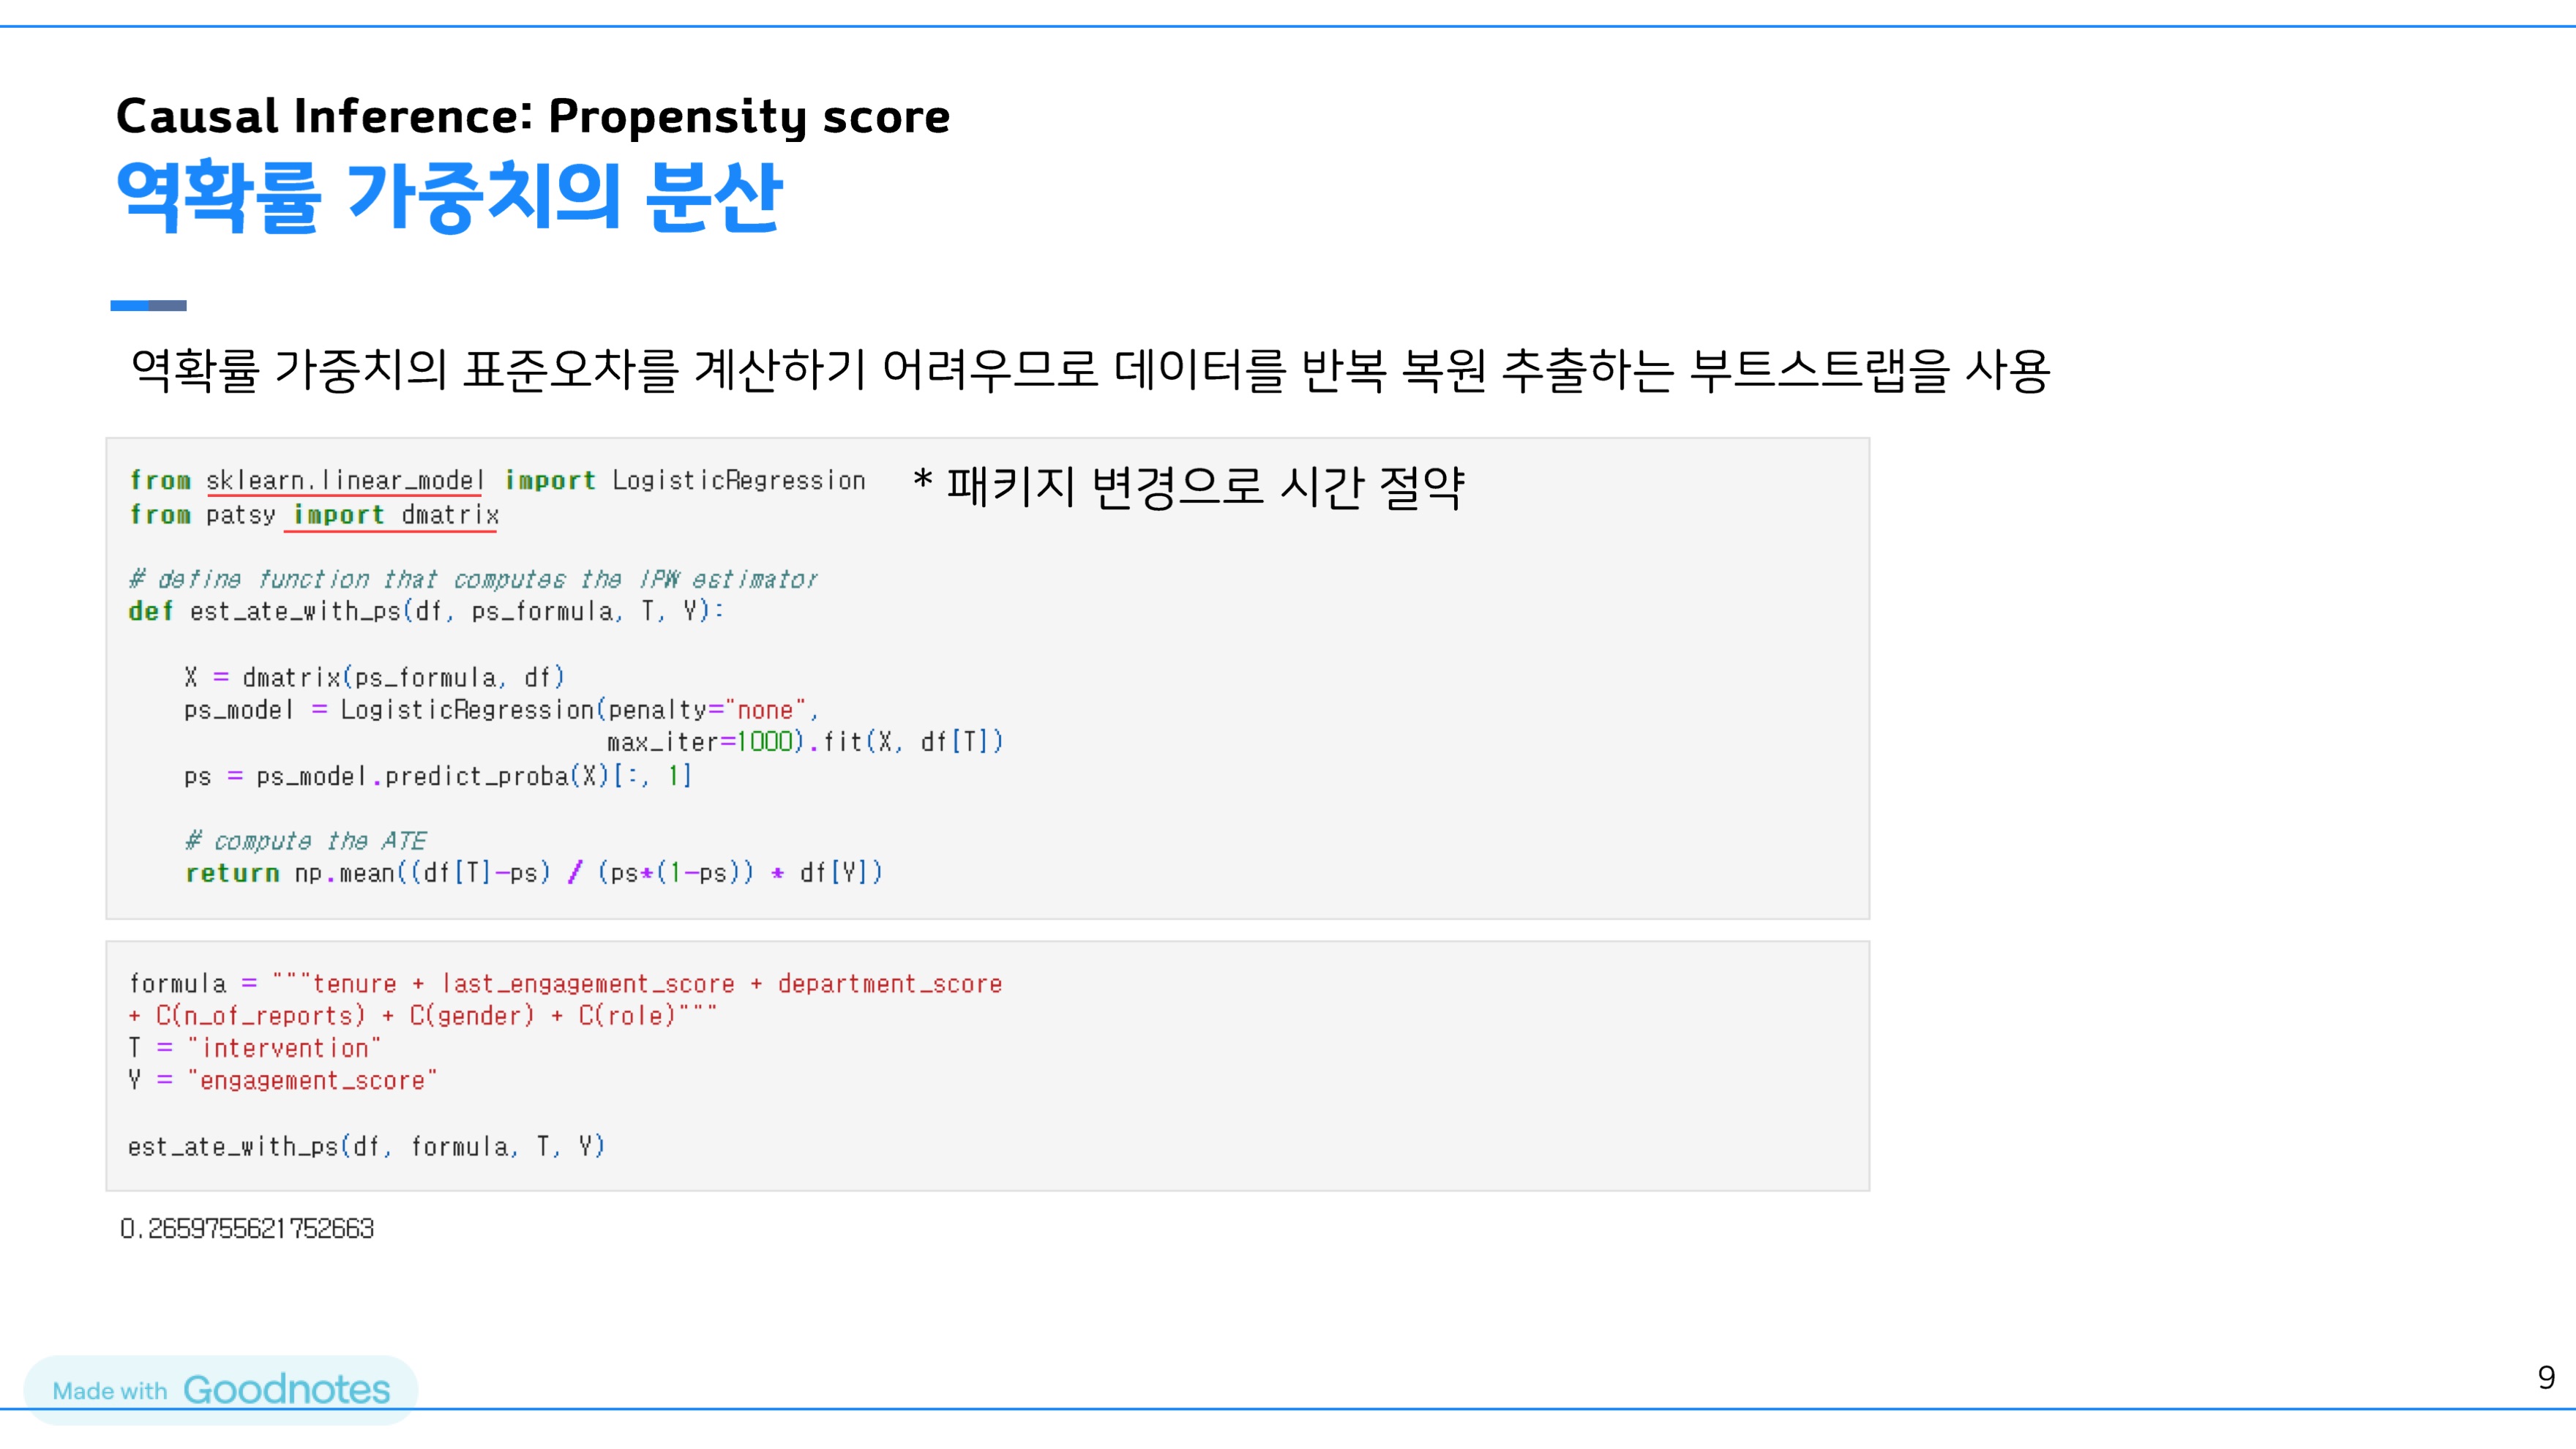 Causal Inference: Propensity score
역확률 가중치의 분산
역확률 가중치의 표준오차를 계산하기 어려우므로 데이터를 반복 복원 추출하는 부트스트랩을 사용
from sklearn.linear_model import LogisticRegression * 패키지 변경으로 시간 절약
from patsy import dmatrix
# define function that computes the IPW estimator
def est_ate_with_ps(df, ps_formula, T, Y):
X = dmatrix(ps_formula, df)
ps_model = LogisticRegression(penalty="none",
max_iter=1000).fit(X, df[T])
ps = ps_model.predict_proba(X)[:, 1]
# compute the ATE
return np.mean((df[T]-ps) / (ps*(1-ps)) * df[Y])
formula = """tenure + last_engagement_score + department_score
+ C(n_of_reports) + C(gender) + C(role)"""
T = "intervention"
Y = "engagement_score"
est_ate_with_ps(df, formula, T, Y)
0.2659755621752663
Made with Goodnotes
9